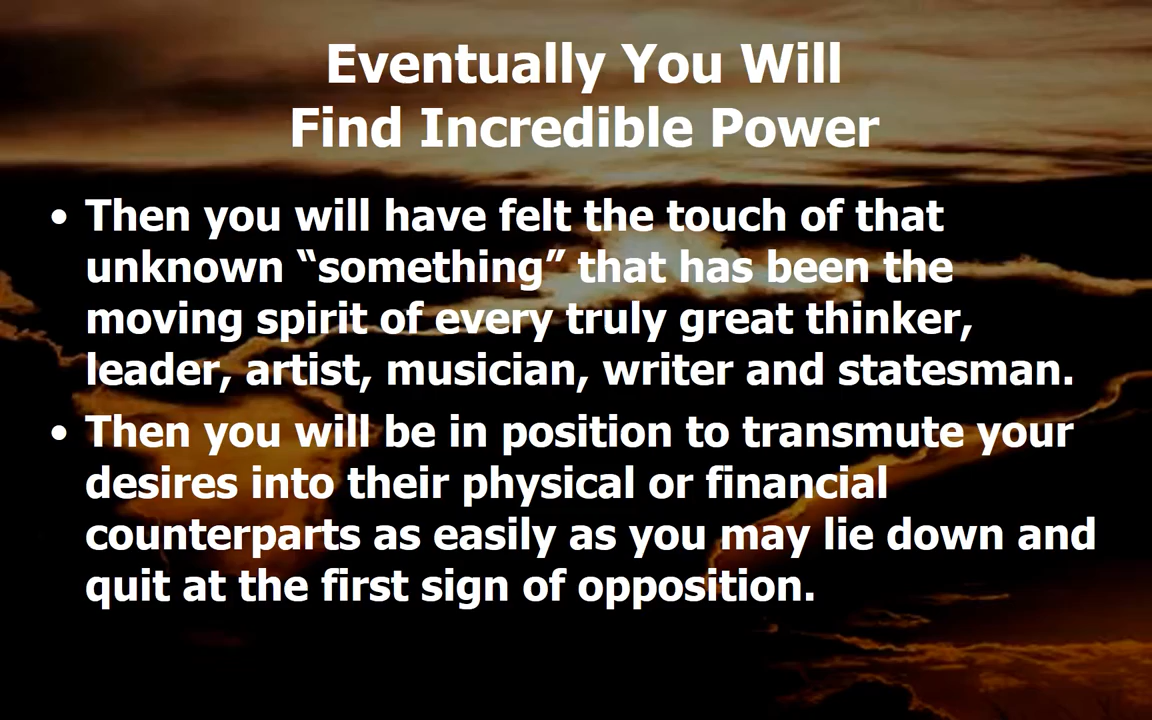 Eventually You Will
Find Incredible Power
• Then you will have felt the touch of that
unknown “something” that has been the
moving spirit of every truly great thinker,
leader, artist, musician, writer and statesman.
• Then you will be in position to transmute your
desires into their physical or financial
counterparts as easily as you may lie down and
quit at the first sign of opposition.